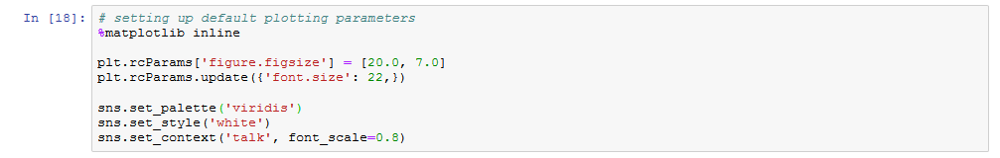 In [18]: # setting up default plotting parameters
%matplotlib inline
plt.rcParams['figure.figsize'] = [20.0, 7.0]
plt.rcParams.update({'font.size': 22,})
sns.set_palette('viridis')
sns.set_style('white')
sns.set_context('talk', font_scale=0.8)